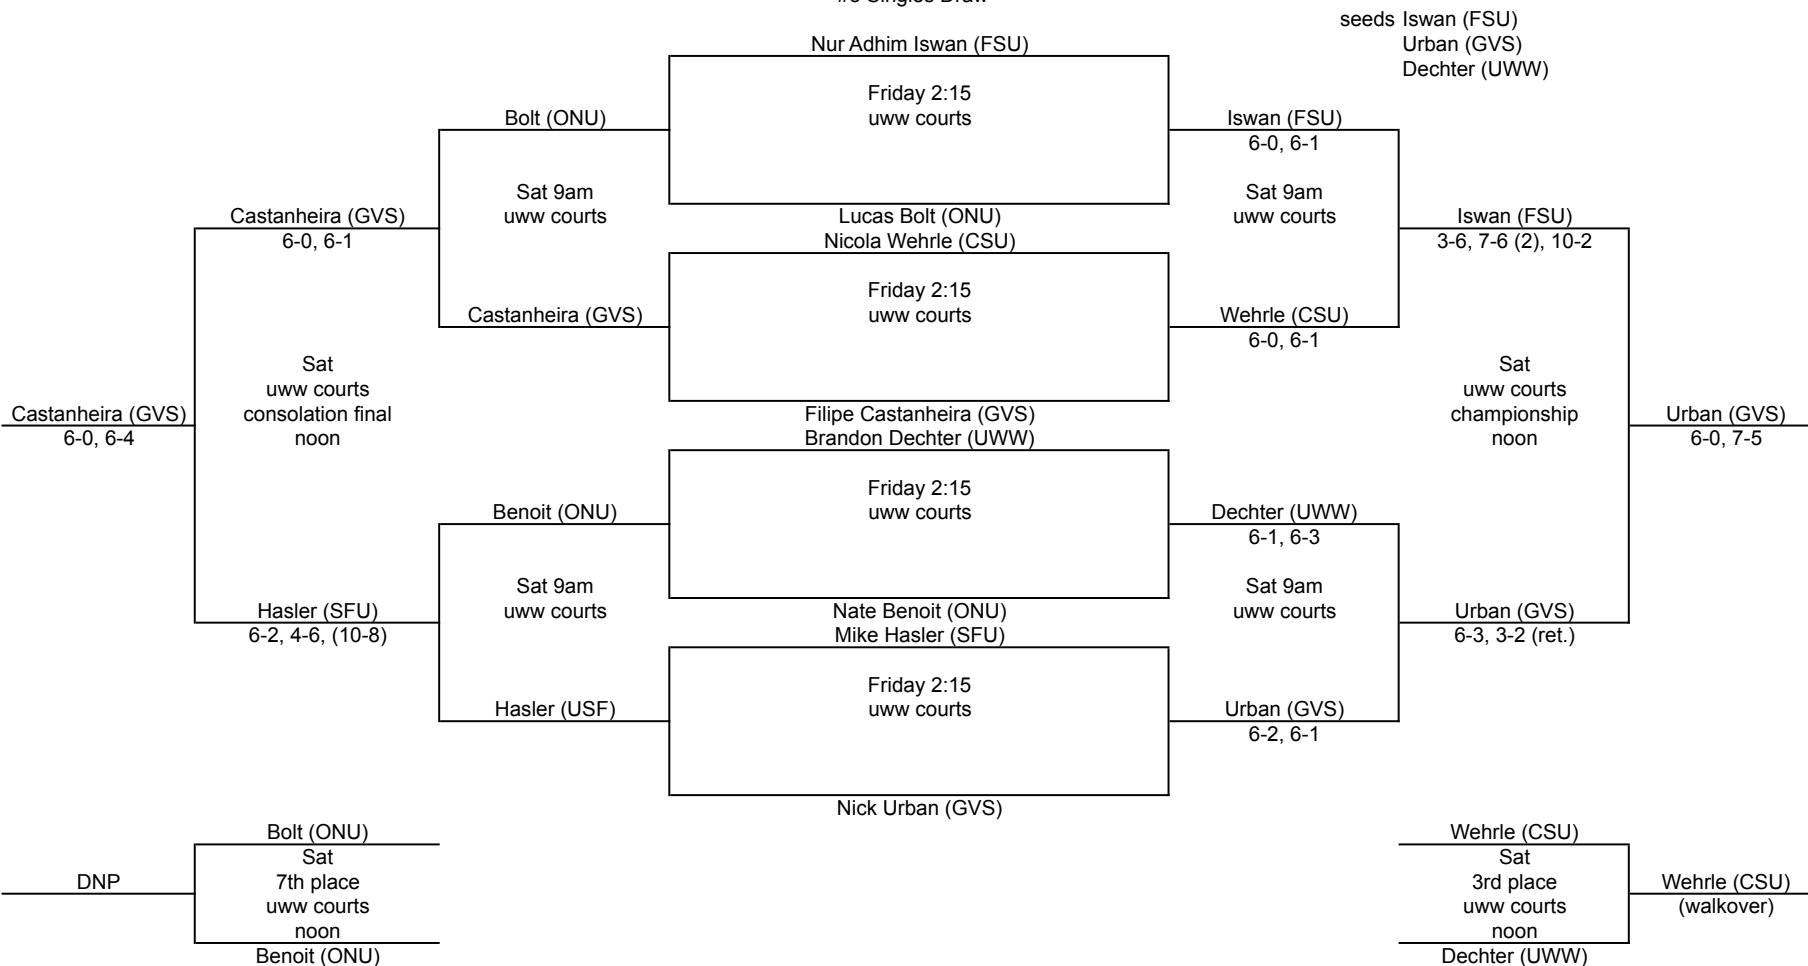 Singles Draw
seeds Iswan (FSU)
Urban (GVS)
Dechter (UWW)
Nur Adhim Iswan (FSU)
Friday 2:15
uww courts
Bolt (ONU)
Iswan (FSU)
6-0, 6-1
Sat 9am
uww courts
Sat 9am
uww courts
Castanheira (GVS)
6-0, 6-1
Lucas Bolt (ONU)
Nicola Wehrle (CSU)
Iswan (FSU)
3-6, 7-6 (2), 10-2
Friday 2:15
uww courts
Castanheira (GVS)
Wehrle (CSU)
6-0, 6-1
Sat
uww courts
consolation final
noon
Sat
uww courts
championship
noon
Castanheira (GVS)
6-0, 6-4
Filipe Castanheira (GVS)
Brandon Dechter (UWW)
Urban (GVS)
6-0, 7-5
Friday 2:15
uww courts
Benoit (ONU)
Dechter (UWW)
6-1, 6-3
Sat 9am
uww courts
Sat 9am
uww courts
Hasler (SFU)
6-2, 4-6, (10-8)
Nate Benoit (ONU)
Mike Hasler (SFU)
Urban (GVS)
6-3, 3-2 (ret.)
Friday 2:15
uww courts
Hasler (USF)
Urban (GVS)
6-2, 6-1
Nick Urban (GVS)
Bolt (ONU)
Sat
7th place
uww courts
noon
Benoit (ONU)
DNP
Wehrle (CSU)
Sat
3rd place
uww courts
noon
Dechter (UWW)
Wehrle (CSU)
(walkover)